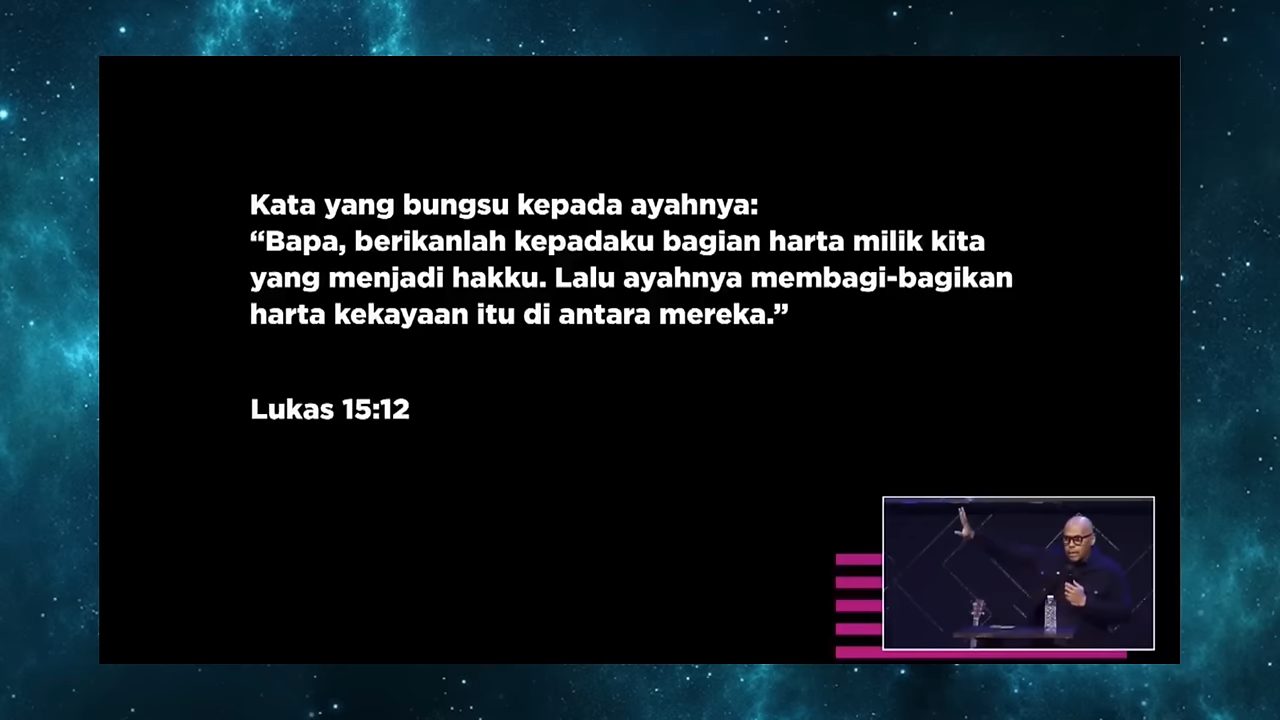 Kata yang bungsu kepada ayahnya:
“Bapa, berikanlah kepadaku bagian harta milik kita
yang menjadi hakku. Lalu ayahnya membagi-bagikan
harta kekayaan itu di antara mereka.”
Lukas 15:12